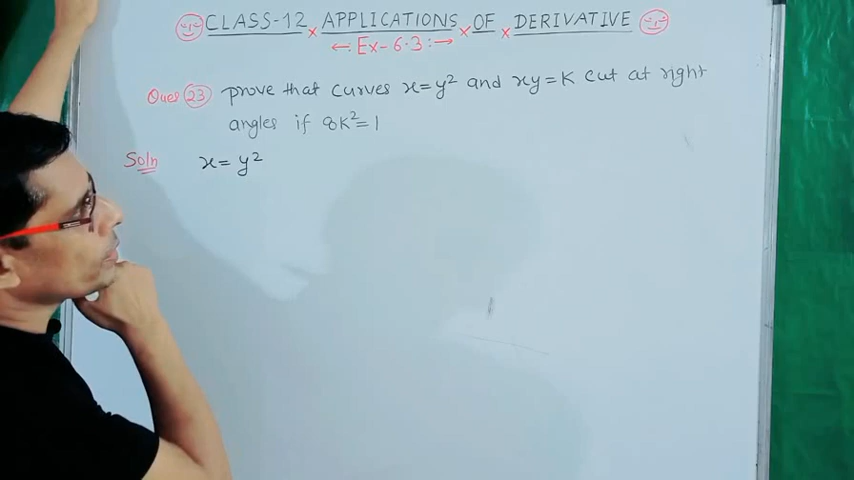 CLASS-12 x APPLICATIONS x OF x DERIVATIVE
← Ex-6.3:→
Ques 23 prove that curves x=y² and xy=K cut at right
angles if 8K²=1
Soln x=y²